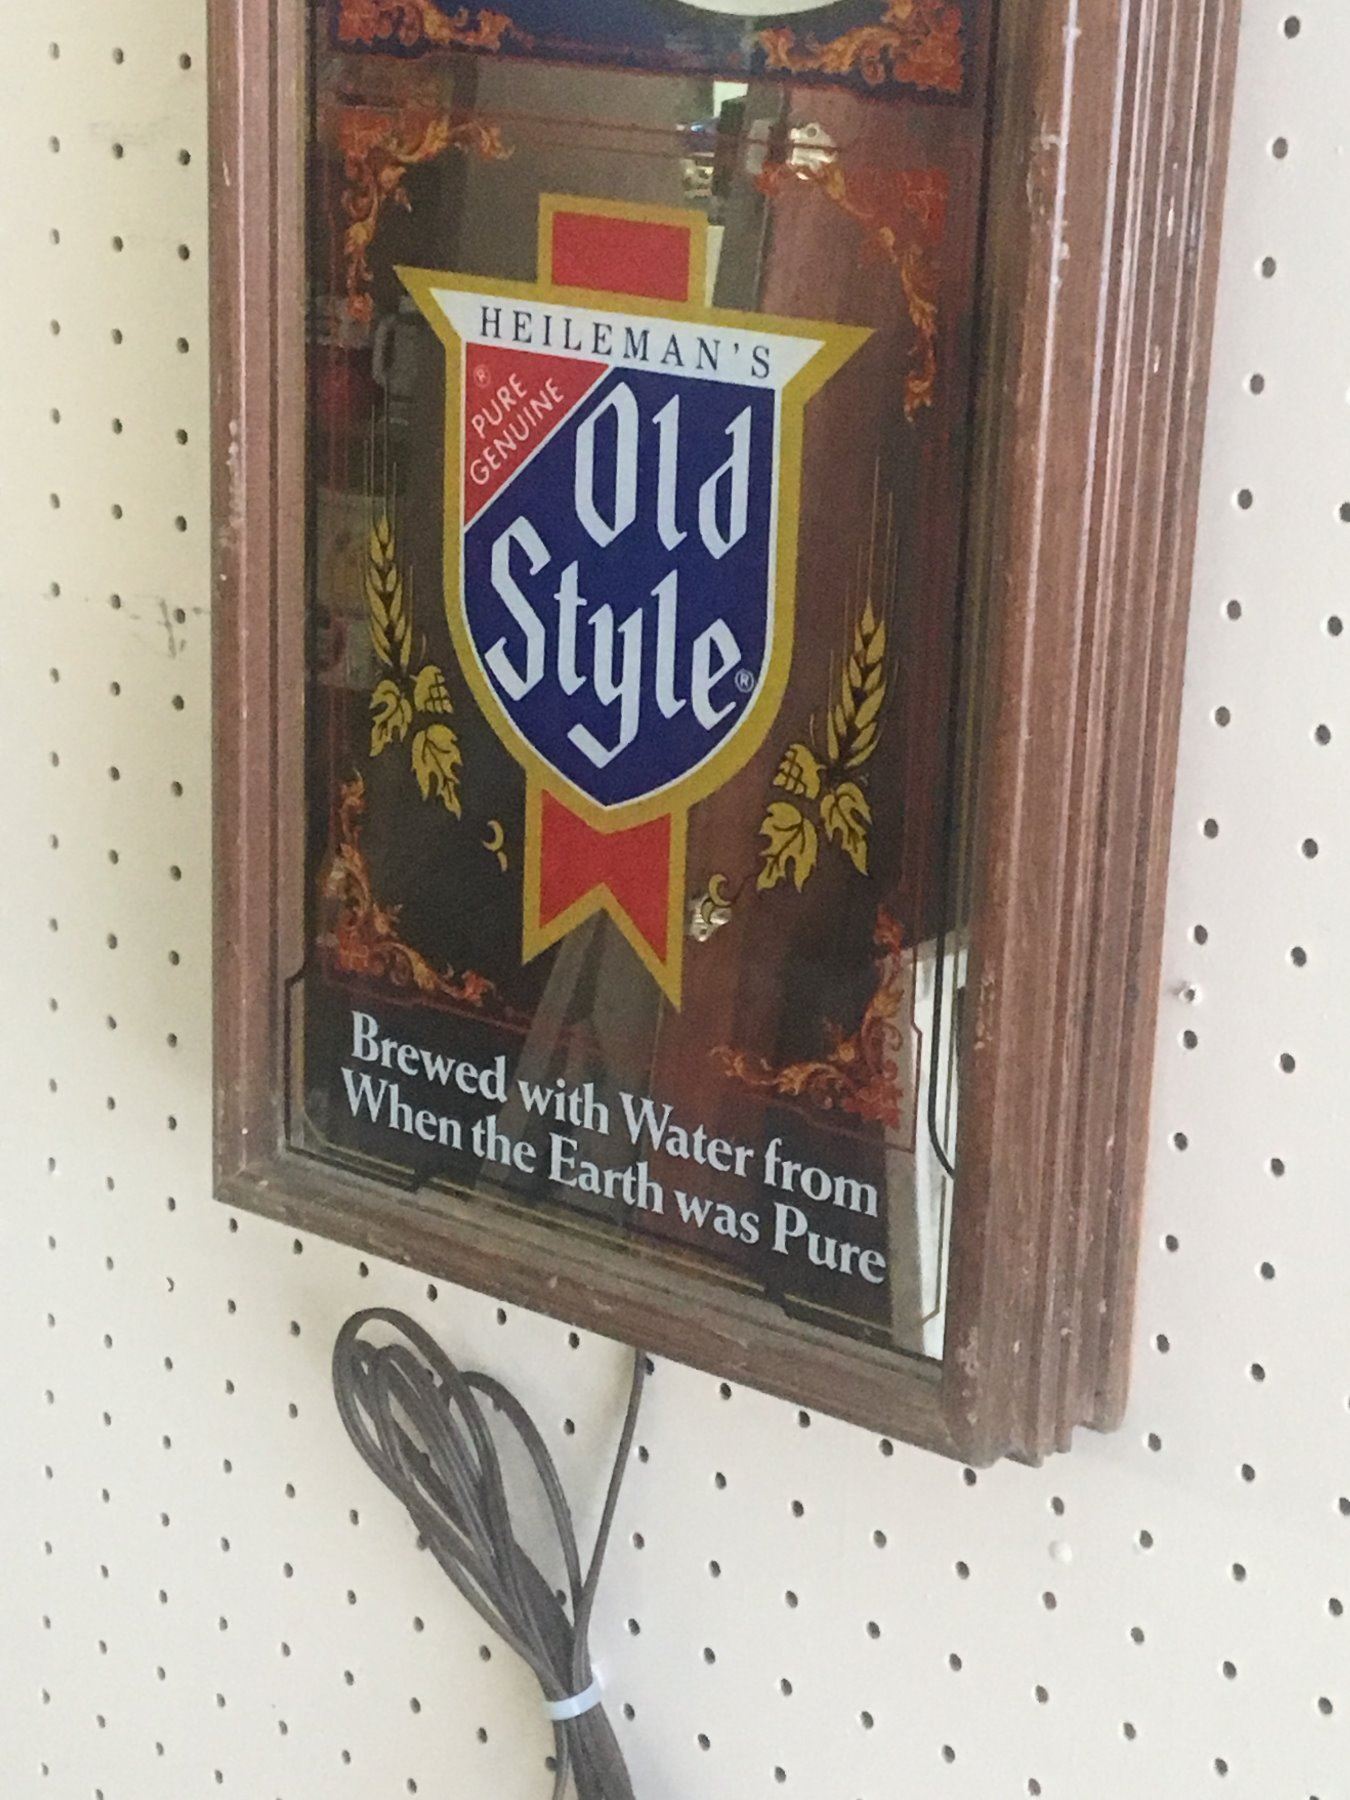 HEILEMAN'S
® PURE
GENUINE
Old
Style®
Brewed with Water from
When the Earth was Pure